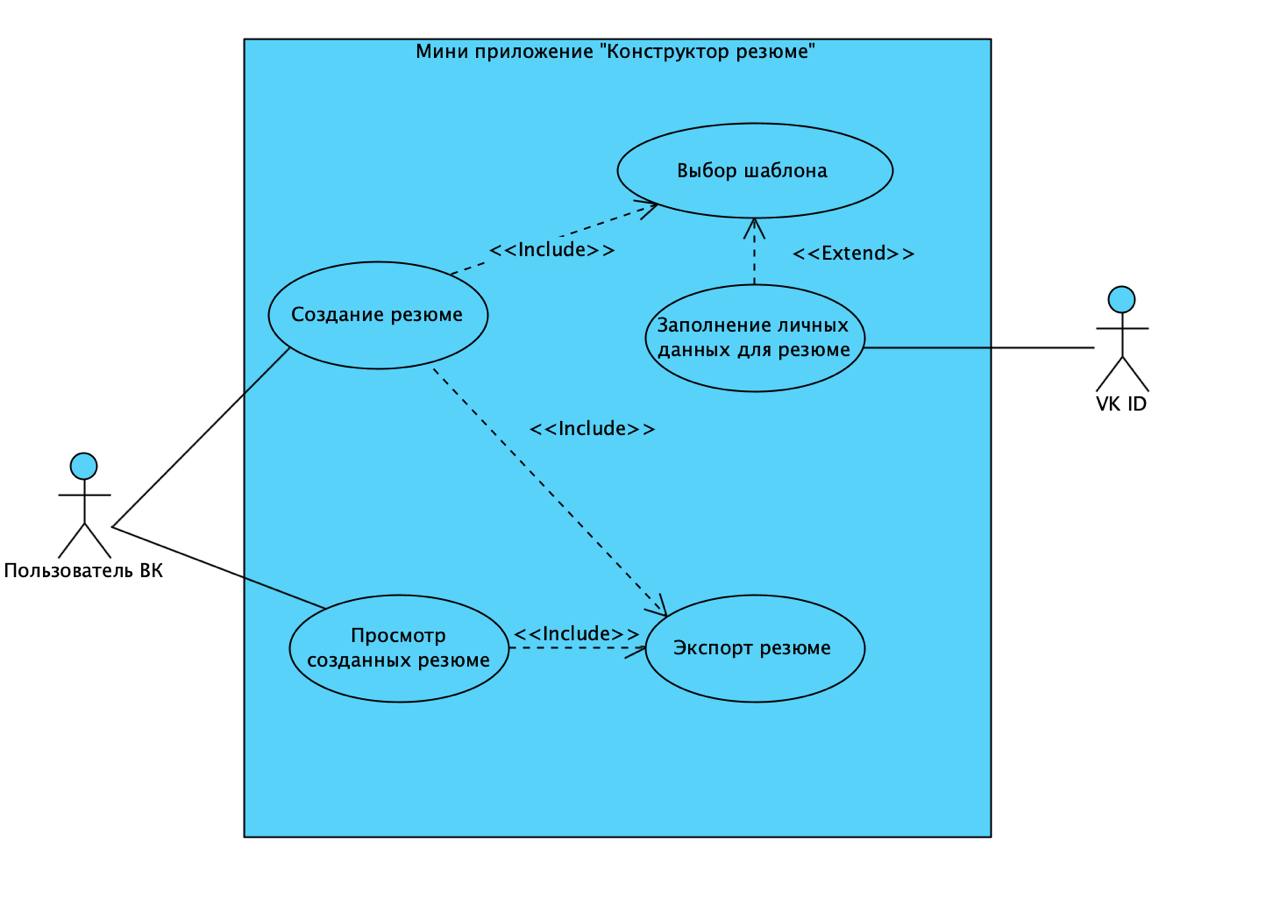 Мини приложение "Конструктор резюме"
Выбор шаблона
<<Include>>
<<Extend>>
Создание резюме
Заполнение личных
данных для резюме
VK ID
<<Include>>
Пользователь ВК
Просмотр
созданных резюме
<<Include>>
Экспорт резюме